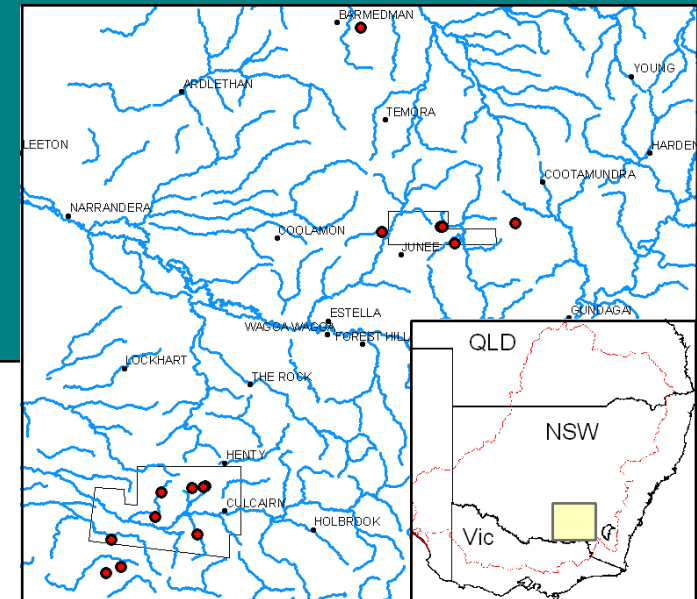 BARMEDMAN
YOUNG
ARDLETHAN
TEMORA
LEETON
HARDEN
COOTAMUNDRA
NARRANDERA
COOLAMON
JUNEE
ESTELLA
GUNDAGAI
WAGGA WAGGA
FOREST HILL
LOCKHART
THE ROCK
HENTY
CULCAIRN
HOLBROOK
QLD
NSW
Vic